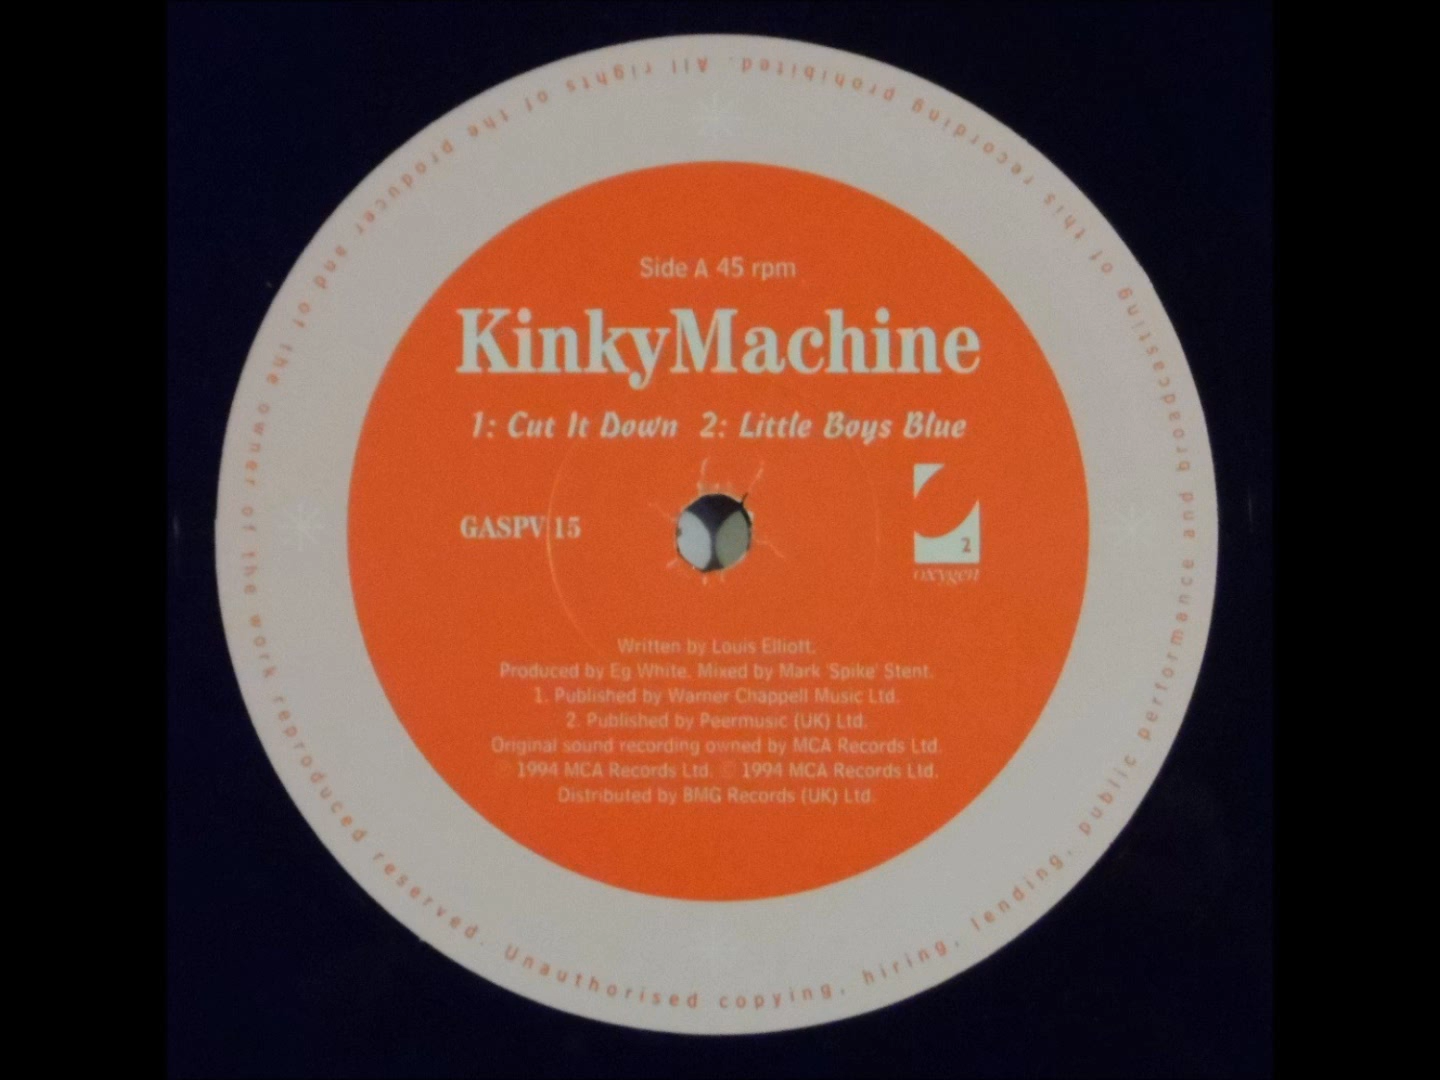 Side A 45 rpm
KinkyMachine
1: Cut It Down 2: Little Boys Blue
GASPV 15
2
oxygen
Written by Louis Elliott.
Produced by Eg White. Mixed by Mark 'Spike' Stent.
1. Published by Warner Chappell Music Ltd.
2. Published by Peermusic (UK) Ltd.
Original sound recording owned by MCA Records Ltd.
℗ 1994 MCA Records Ltd. © 1994 MCA Records Ltd.
Distributed by BMG Records (UK) Ltd.
All rights of the producer and of the owner of the work reproduced reserved. Unauthorised copying, hiring, lending, public performance and broadcasting of this recording prohibited.